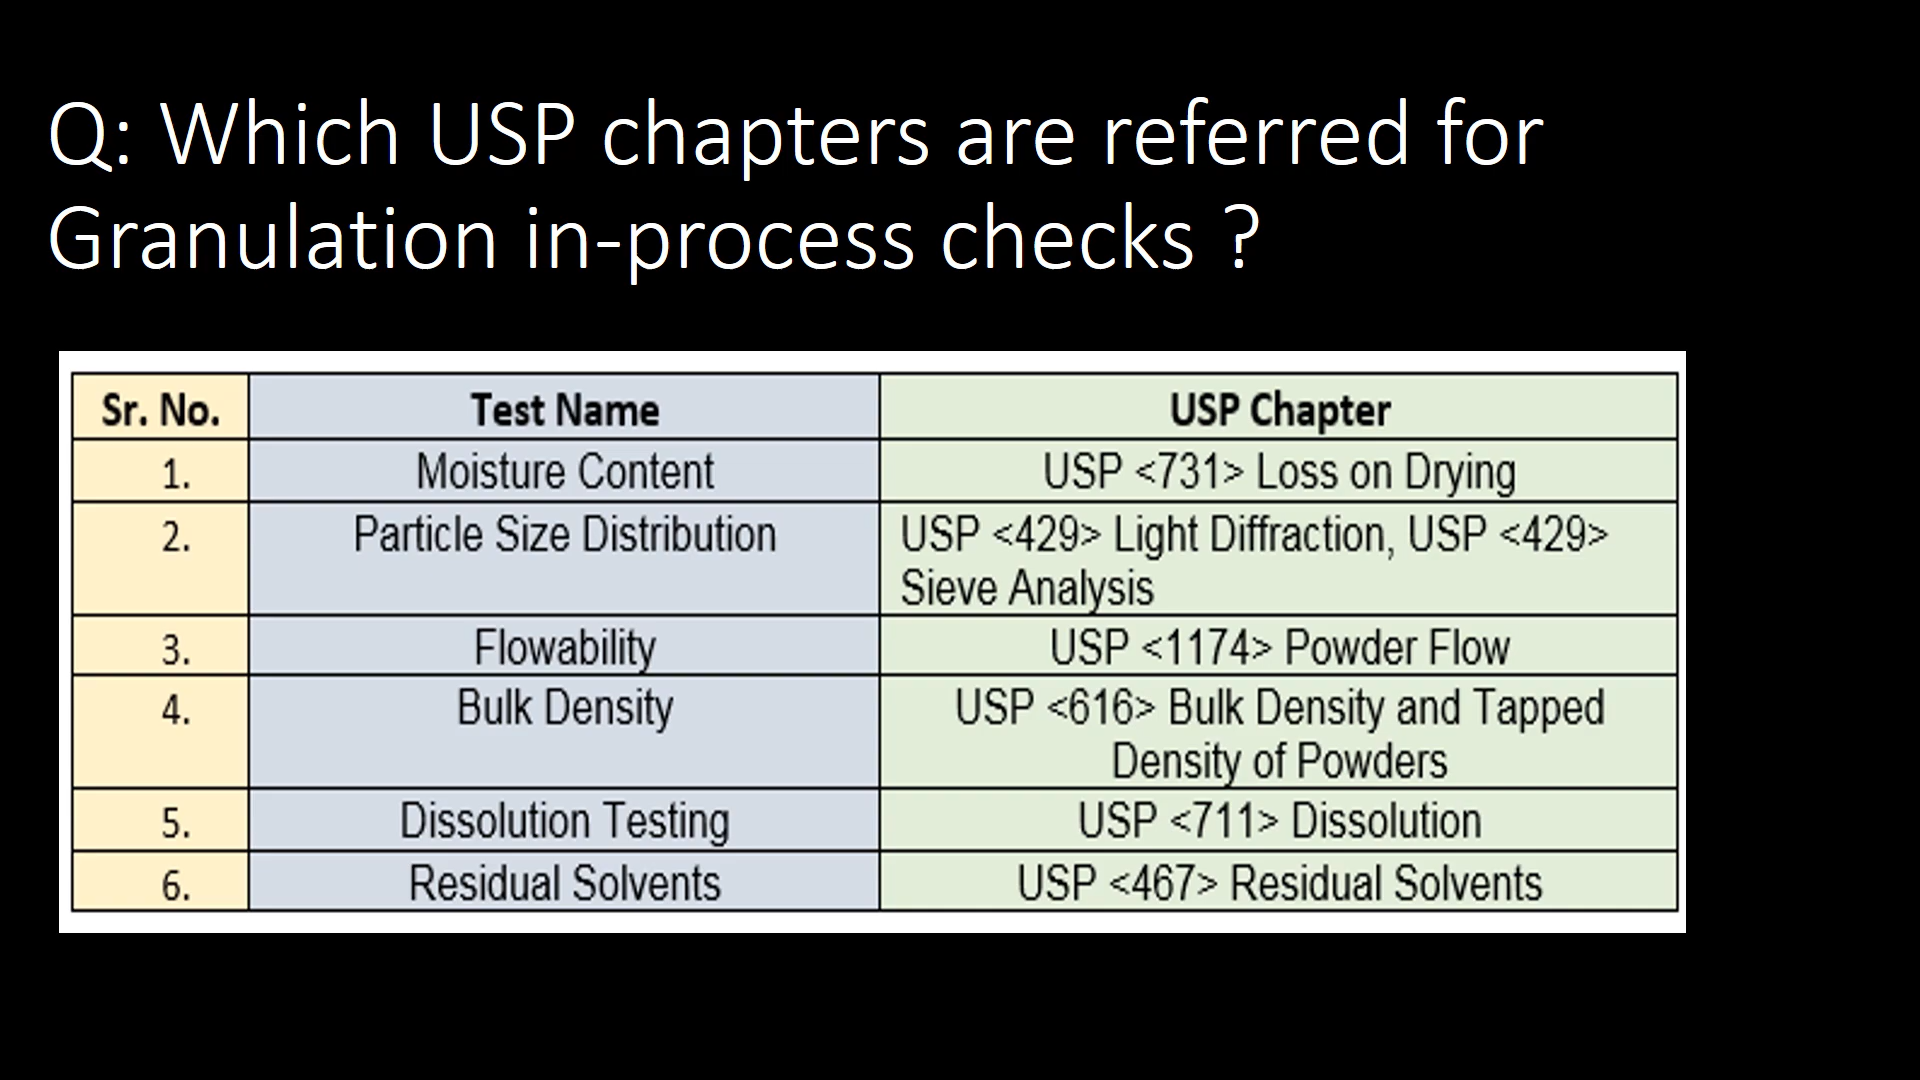 Q: Which USP chapters are referred for
Granulation in-process checks ?
Sr. No. Test Name USP Chapter
1. Moisture Content USP <731> Loss on Drying
2. Particle Size Distribution USP <429> Light Diffraction, USP <429>
Sieve Analysis
3. Flowability USP <1174> Powder Flow
4. Bulk Density USP <616> Bulk Density and Tapped
Density of Powders
5. Dissolution Testing USP <711> Dissolution
6. Residual Solvents USP <467> Residual Solvents